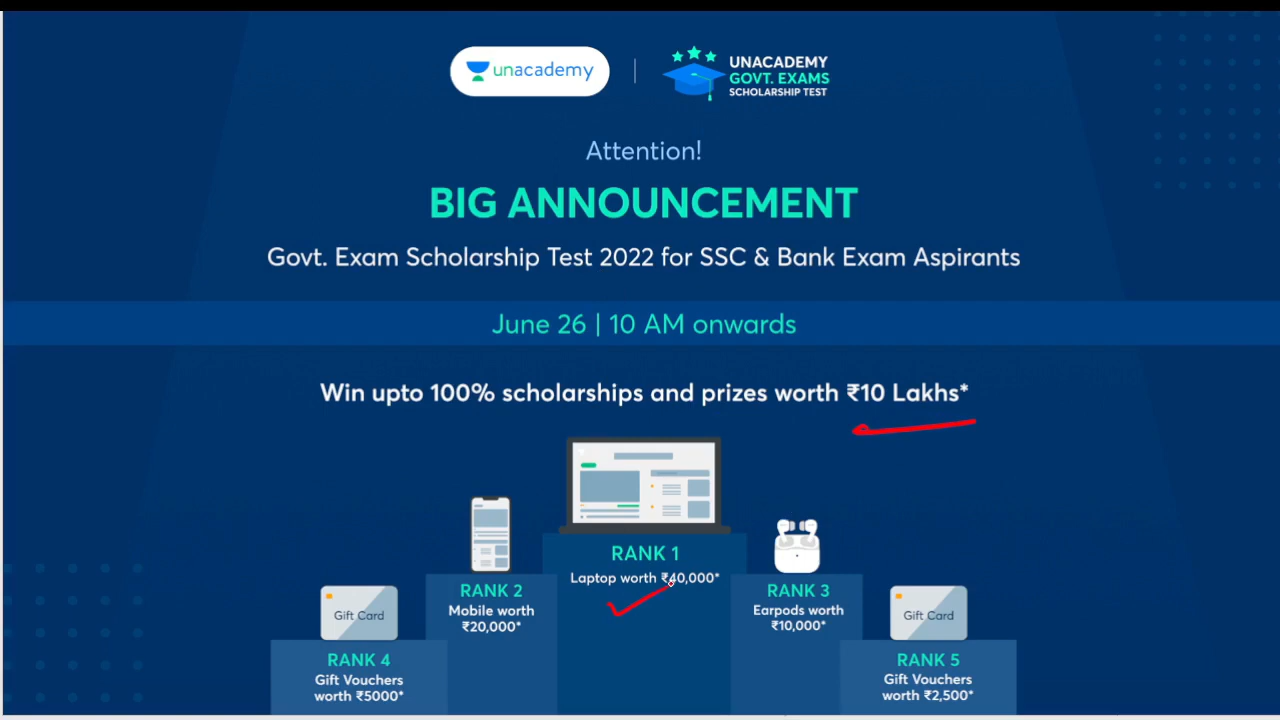 unacademy
UNACADEMY
GOVT. EXAMS
SCHOLARSHIP TEST
Attention!
BIG ANNOUNCEMENT
Govt. Exam Scholarship Test 2022 for SSC & Bank Exam Aspirants
June 26 | 10 AM onwards
Win upto 100% scholarships and prizes worth ₹10 Lakhs*
RANK 1
Laptop worth ₹40,000*
RANK 2
Mobile worth
₹20,000*
RANK 3
Earpods worth
₹10,000*
Gift Card
RANK 4
Gift Vouchers
worth ₹5000*
Gift Card
RANK 5
Gift Vouchers
worth ₹2,500*